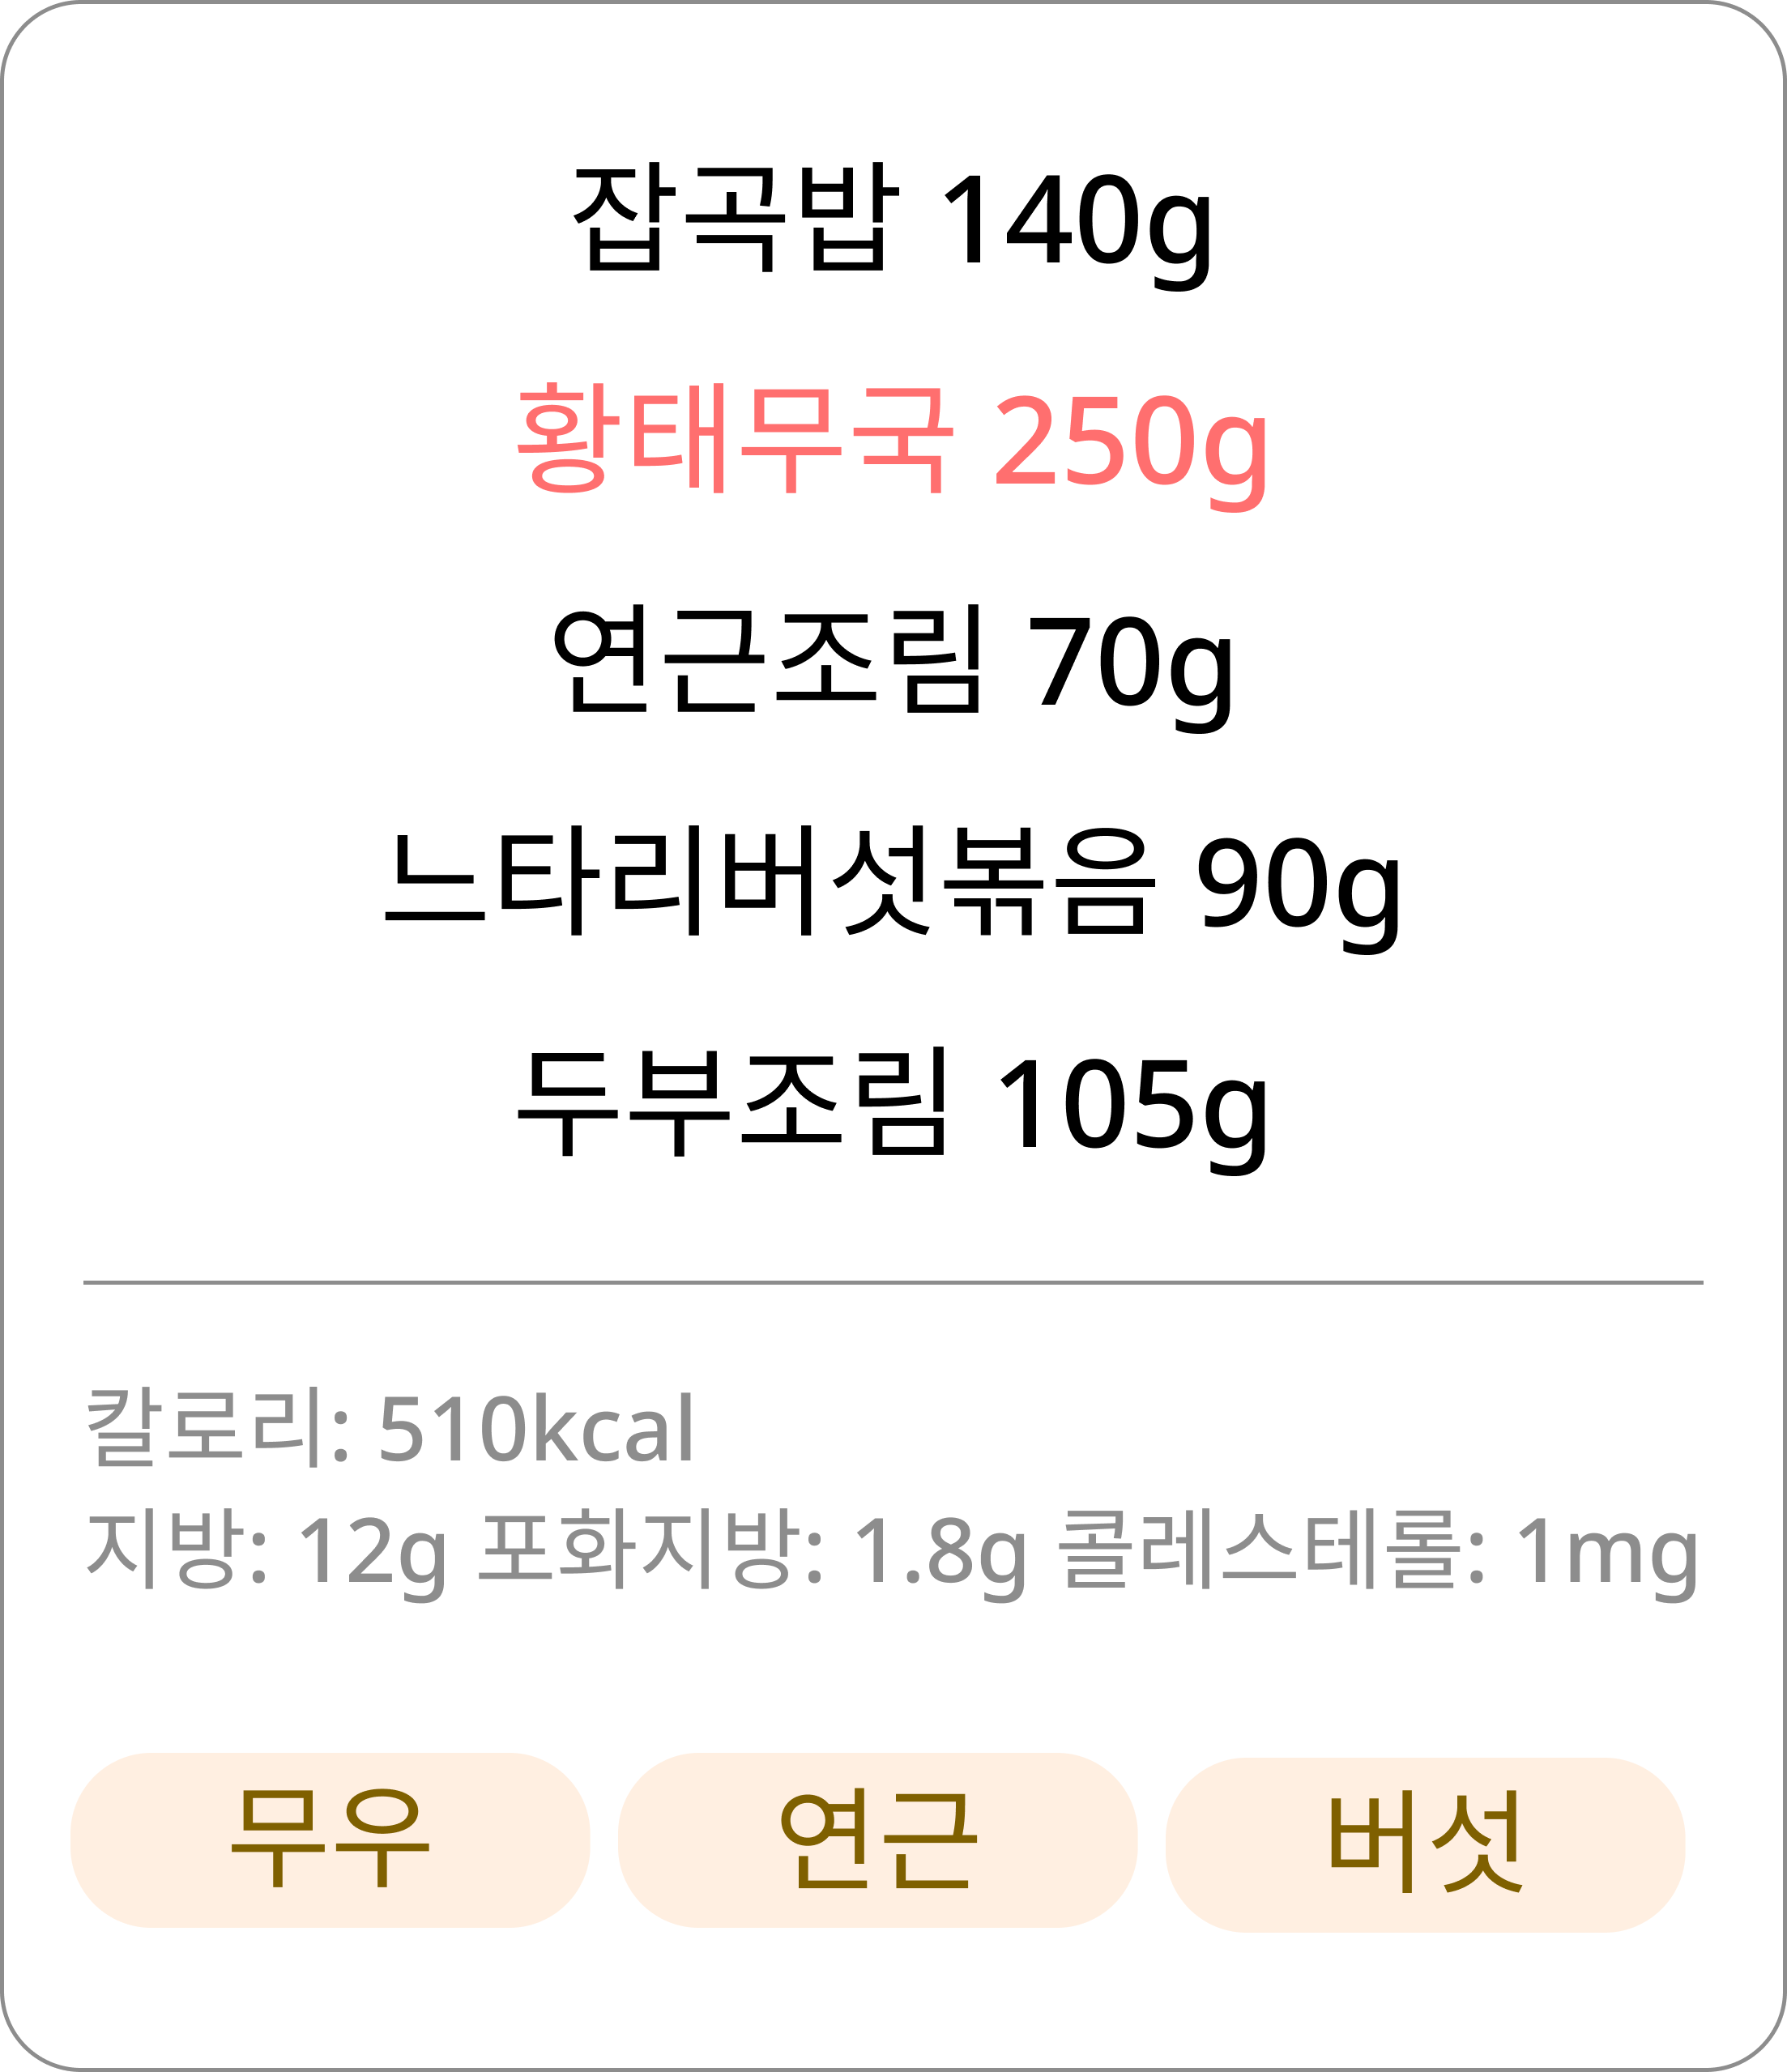 잡곡밥 140g
황태무국 250g
연근조림 70g
느타리버섯볶음 90g
두부조림 105g
칼로리: 510kcal
지방: 12g 포화지방: 1.8g 콜레스테롤: 1mg
무우 연근 버섯